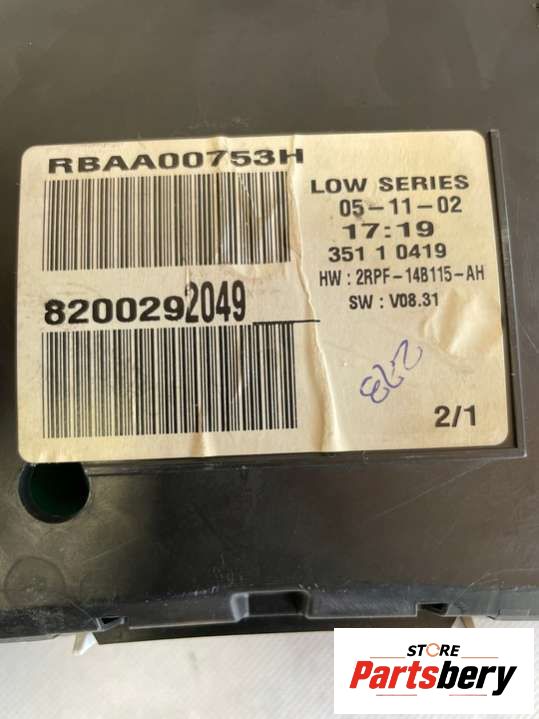 RBAA00753H
LOW SERIES
05-11-02
17:19
351 1 0419
HW : 2RPF-14B115-AH
SW : V08.31
8200292049
2/1
STORE
Partsbery